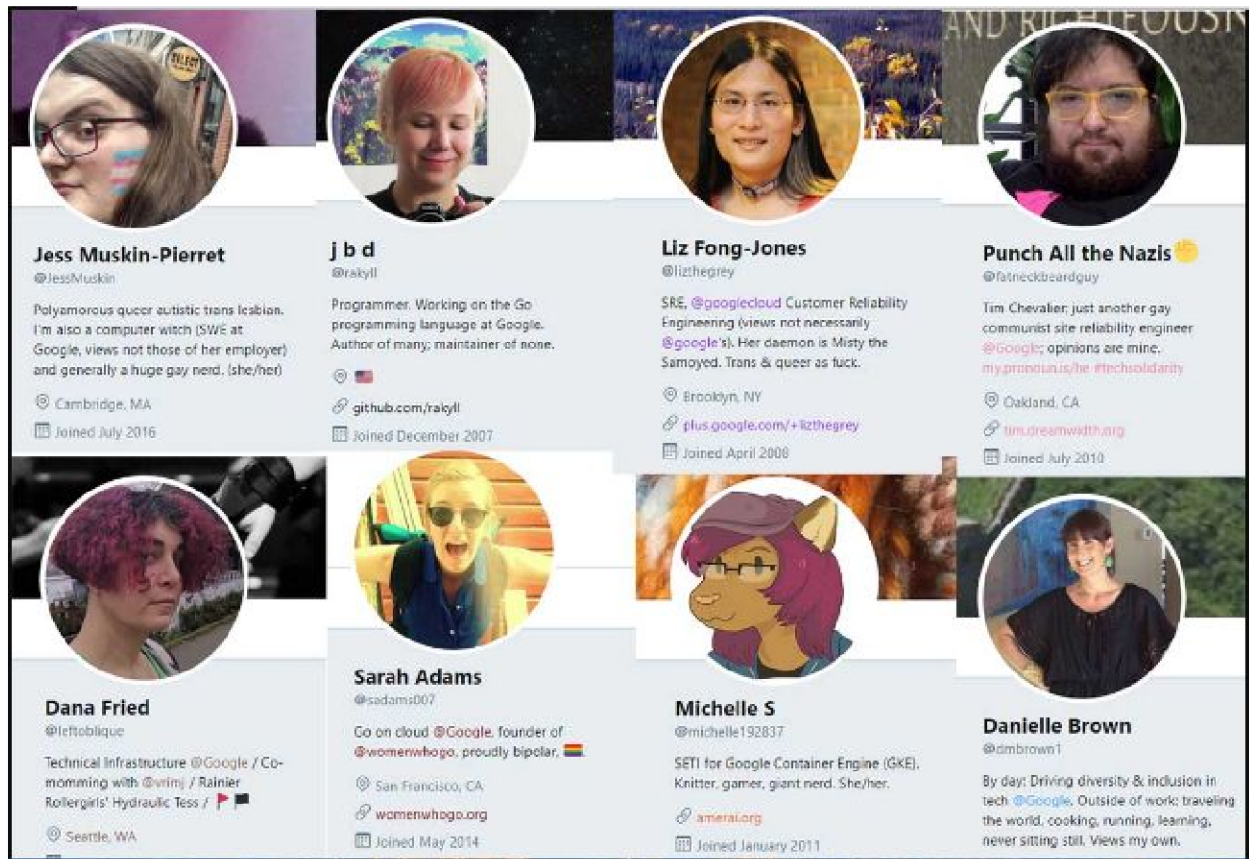 AND RIGHTEOUSN
SELECT
Jess Muskin-Pierret
@JessMuskin
Polyamorous queer autistic trans lesbian.
I'm also a computer witch (SWE at
Google, views not those of her employer)
and generally a huge gay nerd. (she/her)
Cambridge, MA
Joined July 2016
j b d
@rakyll
Programmer. Working on the Go
programming language at Google.
Author of many; maintainer of none.
github.com/rakyll
Joined December 2007
Liz Fong-Jones
@lizthegrey
SRE, @googlecloud Customer Reliability
Engineering (views not necessarily
@google's). Her daemon is Misty the
Samoyed. Trans & queer as fuck.
Brooklyn, NY
plus.google.com/+lizthegrey
Joined April 2008
Punch All the Nazis✊
@fatneckbeardguy
Tim Chevalier; just another gay
communist site reliability engineer
@Google; opinions are mine.
my.pronoun.is/he #techsolidarity
Oakland, CA
tim.dreamwidth.org
Joined July 2010
Dana Fried
@leftoblique
Technical Infrastructure @Google / Co-
momming with @vrimj / Rainier
Rollergirls' Hydraulic Tess / 🚩🏴
Seattle, WA
Sarah Adams
@sadams007
Go on cloud @Google, founder of
@womenwhogo, proudly bipolar, 🏳️‍🌈.
San Francisco, CA
womenwhogo.org
Joined May 2014
Michelle S
@michelle192837
SETI for Google Container Engine (GKE).
Knitter, gamer, giant nerd. She/her.
amerai.org
Joined January 2011
Danielle Brown
@dmbrown1
By day: Driving diversity & inclusion in
tech @Google. Outside of work: traveling
the world, cooking, running, learning,
never sitting still. Views my own.